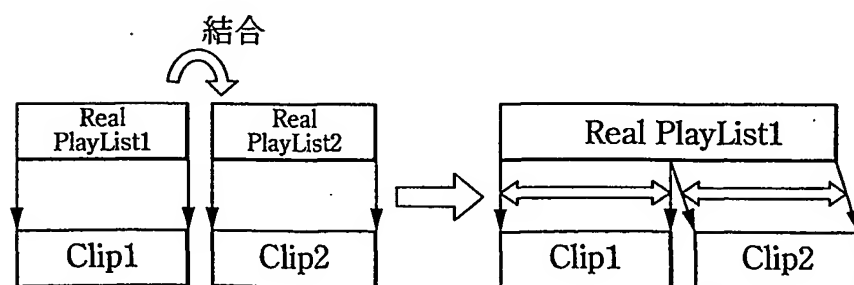 結合
Real
PlayList1
Real
PlayList2
Clip1
Clip2
Real PlayList1
Clip1
Clip2